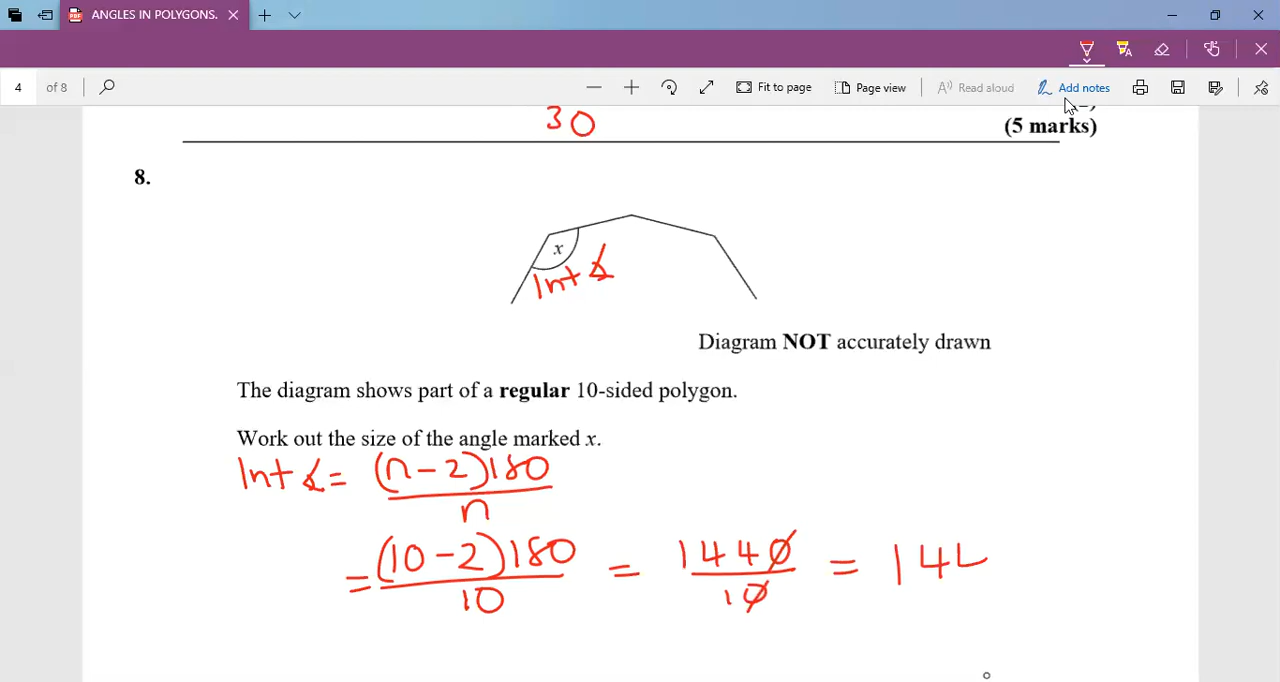 ANGLES IN POLYGONS.
4 of 8 Fit to page Page view Read aloud Add notes
30
(5 marks)
8.
x
Int ∡
Diagram NOT accurately drawn
The diagram shows part of a regular 10-sided polygon.
Work out the size of the angle marked x.
Int ∡ = (n-2)180
n
= (10-2)180 = 1440 = 144
10 10
°